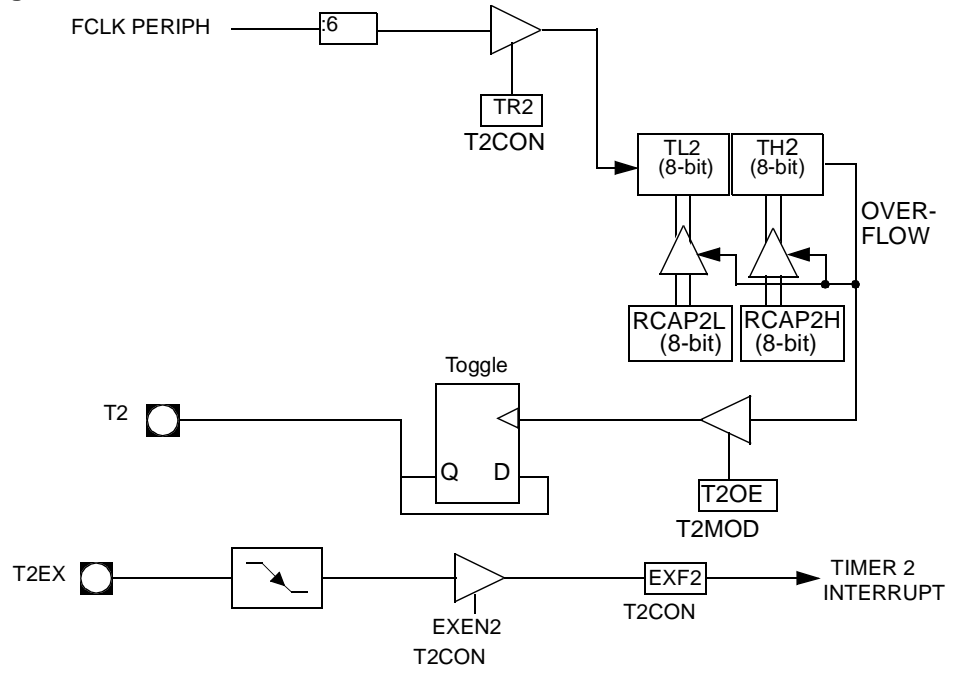 FCLK PERIPH
:6
TR2
T2CON
TL2
(8-bit)
TH2
(8-bit)
OVER-
FLOW
RCAP2L
(8-bit)
RCAP2H
(8-bit)
Toggle
T2
Q
D
T2OE
T2MOD
T2EX
EXEN2
T2CON
EXF2
T2CON
TIMER 2
INTERRUPT